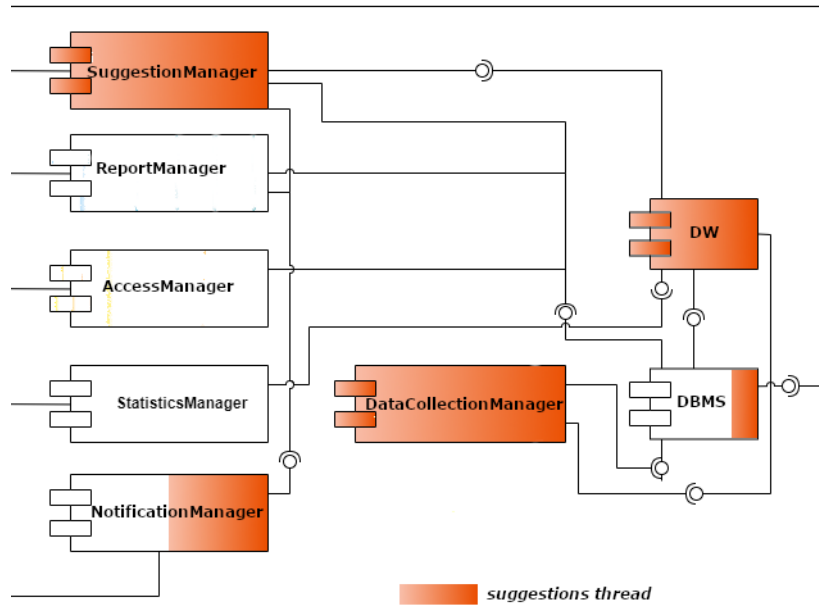 SuggestionManager
ReportManager
DW
AccessManager
StatisticsManager
DataCollectionManager
DBMS
NotificationManager
suggestions thread